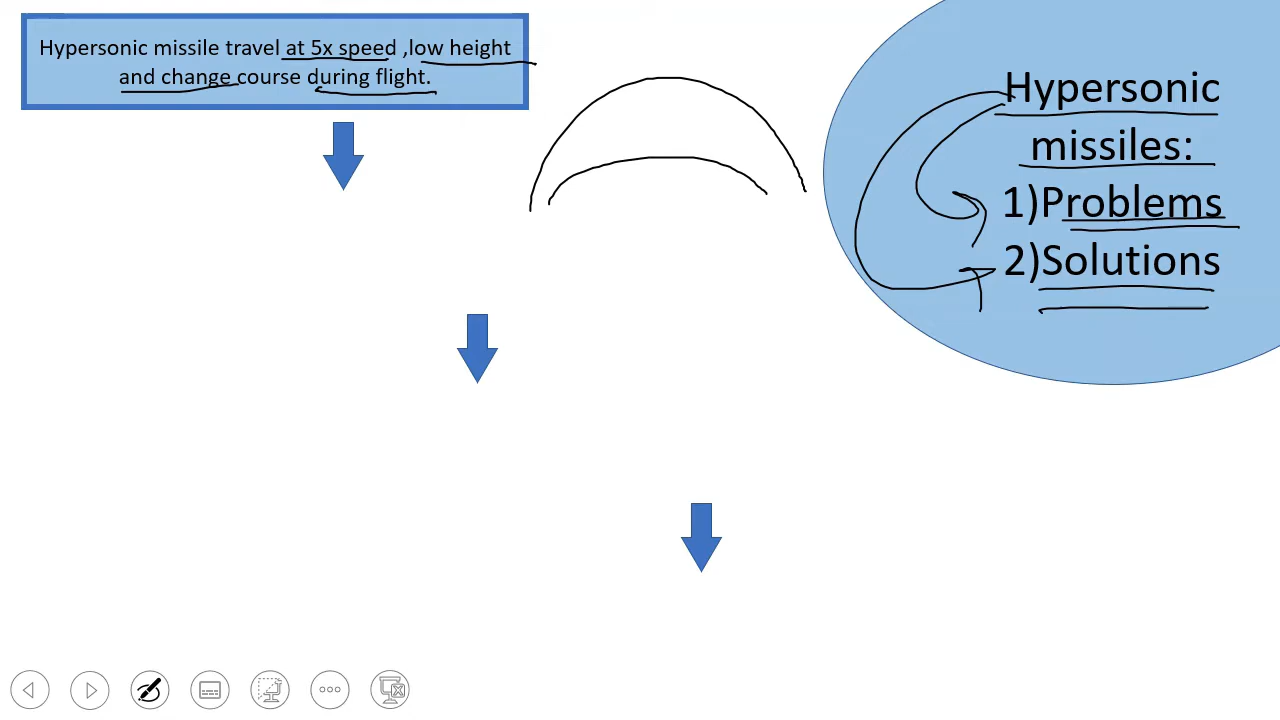 Hypersonic missile travel at 5x speed ,low height
and change course during flight.
Hypersonic
missiles:
1)Problems
2)Solutions